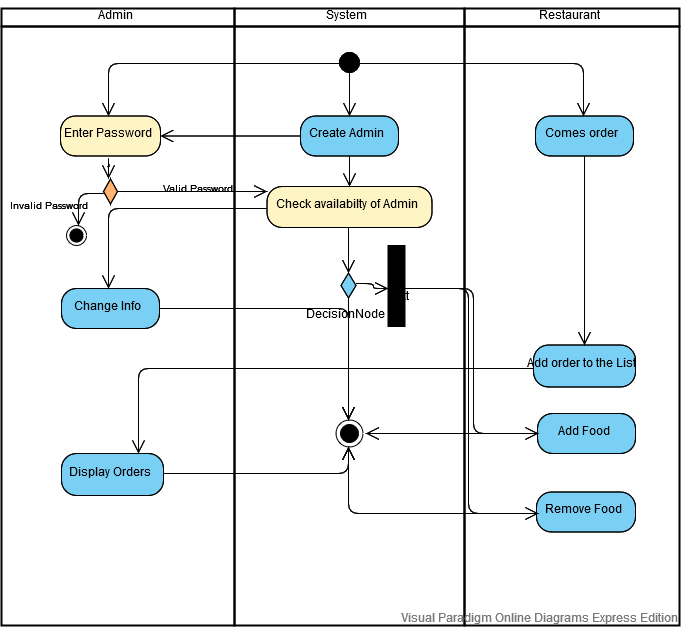 Admin
System
Restaurant
Enter Password
Create Admin
Comes order
Valid Password
Invalid Password
Check availabilty of Admin
Change Info
DecisionNode
Add order to the List
Add Food
Display Orders
Remove Food
Visual Paradigm Online Diagrams Express Edition